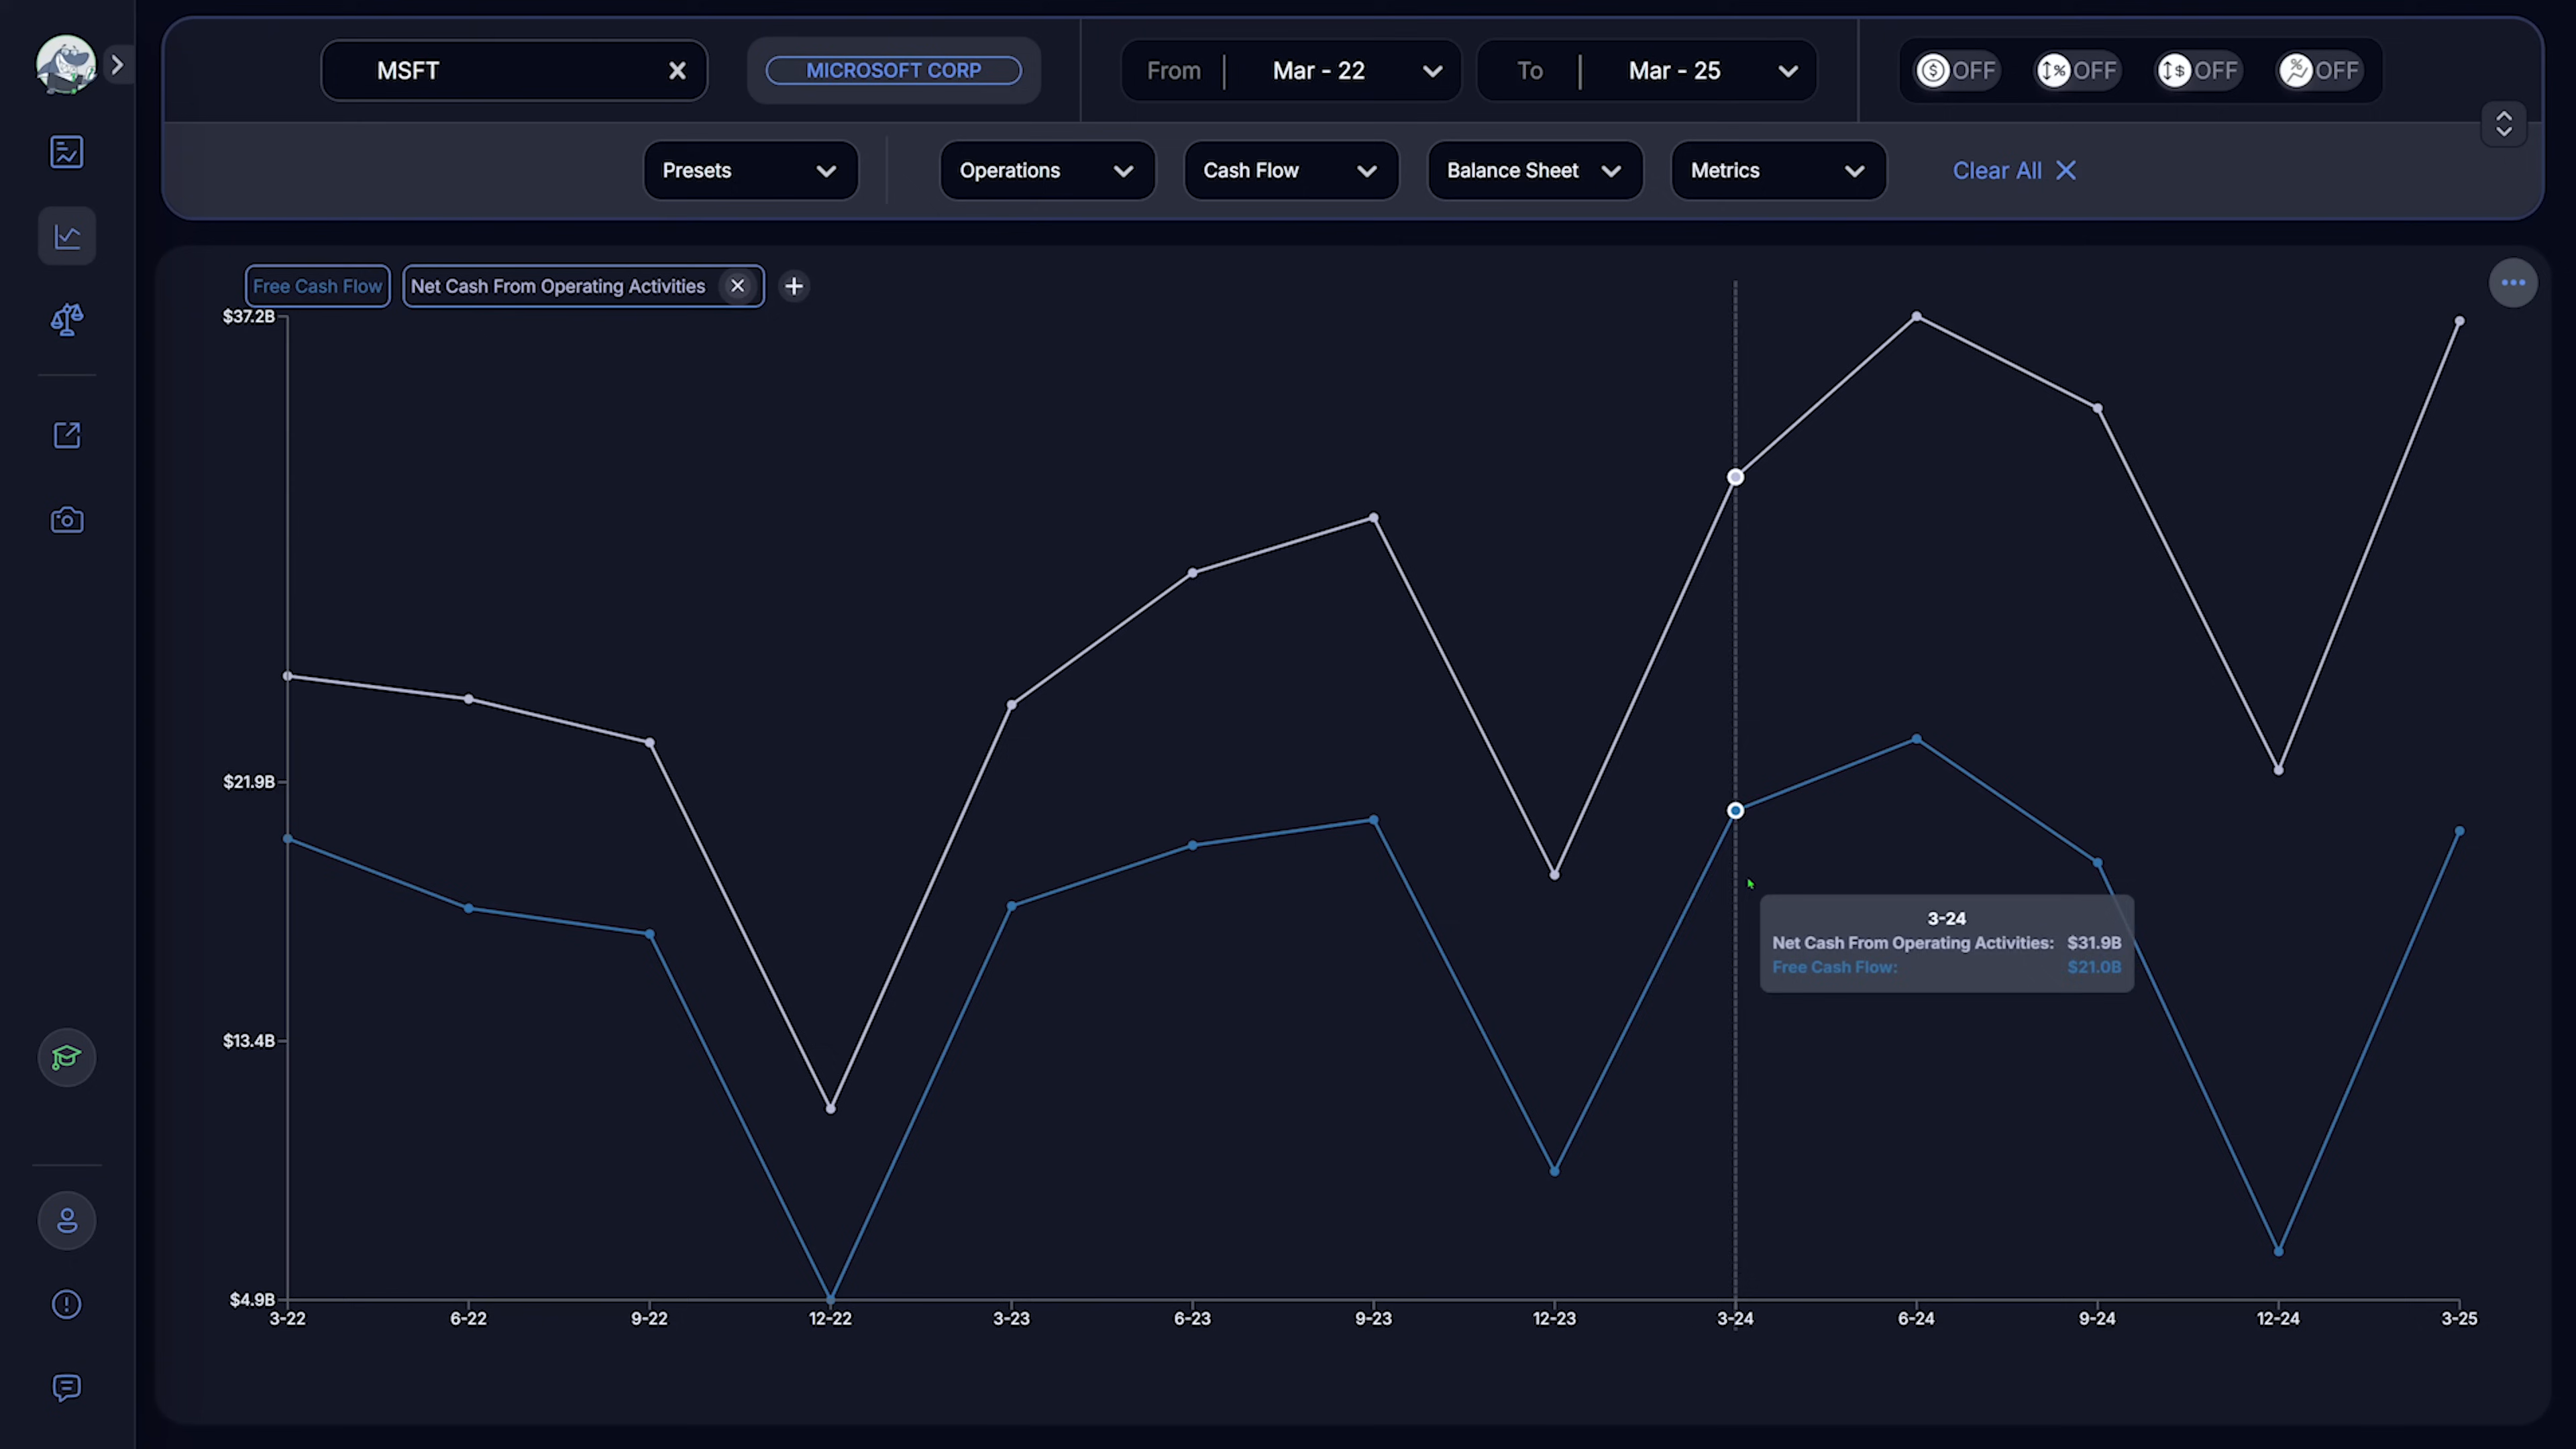 MSFT
MICROSOFT CORP
From Mar - 22
To Mar - 25
$ OFF
% OFF
$ OFF
% OFF
Presets
Operations
Cash Flow
Balance Sheet
Metrics
Clear All
Free Cash Flow
Net Cash From Operating Activities
$37.2B
$21.9B
$13.4B
$4.9B
3-24
Net Cash From Operating Activities: $31.9B
Free Cash Flow: $21.0B
3-22 6-22 9-22 12-22 3-23 6-23 9-23 12-23 3-24 6-24 9-24 12-24 3-25